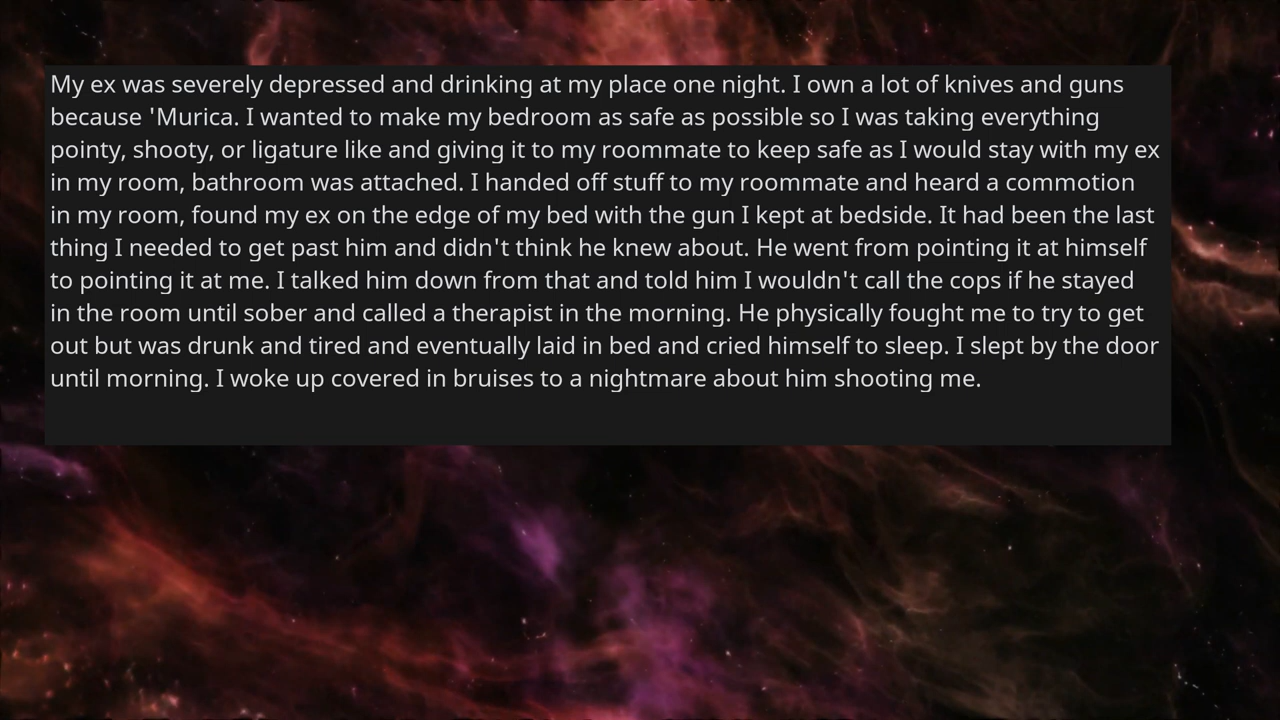 My ex was severely depressed and drinking at my place one night. I own a lot of knives and guns
because 'Murica. I wanted to make my bedroom as safe as possible so I was taking everything
pointy, shooty, or ligature like and giving it to my roommate to keep safe as I would stay with my ex
in my room, bathroom was attached. I handed off stuff to my roommate and heard a commotion
in my room, found my ex on the edge of my bed with the gun I kept at bedside. It had been the last
thing I needed to get past him and didn't think he knew about. He went from pointing it at himself
to pointing it at me. I talked him down from that and told him I wouldn't call the cops if he stayed
in the room until sober and called a therapist in the morning. He physically fought me to try to get
out but was drunk and tired and eventually laid in bed and cried himself to sleep. I slept by the door
until morning. I woke up covered in bruises to a nightmare about him shooting me.